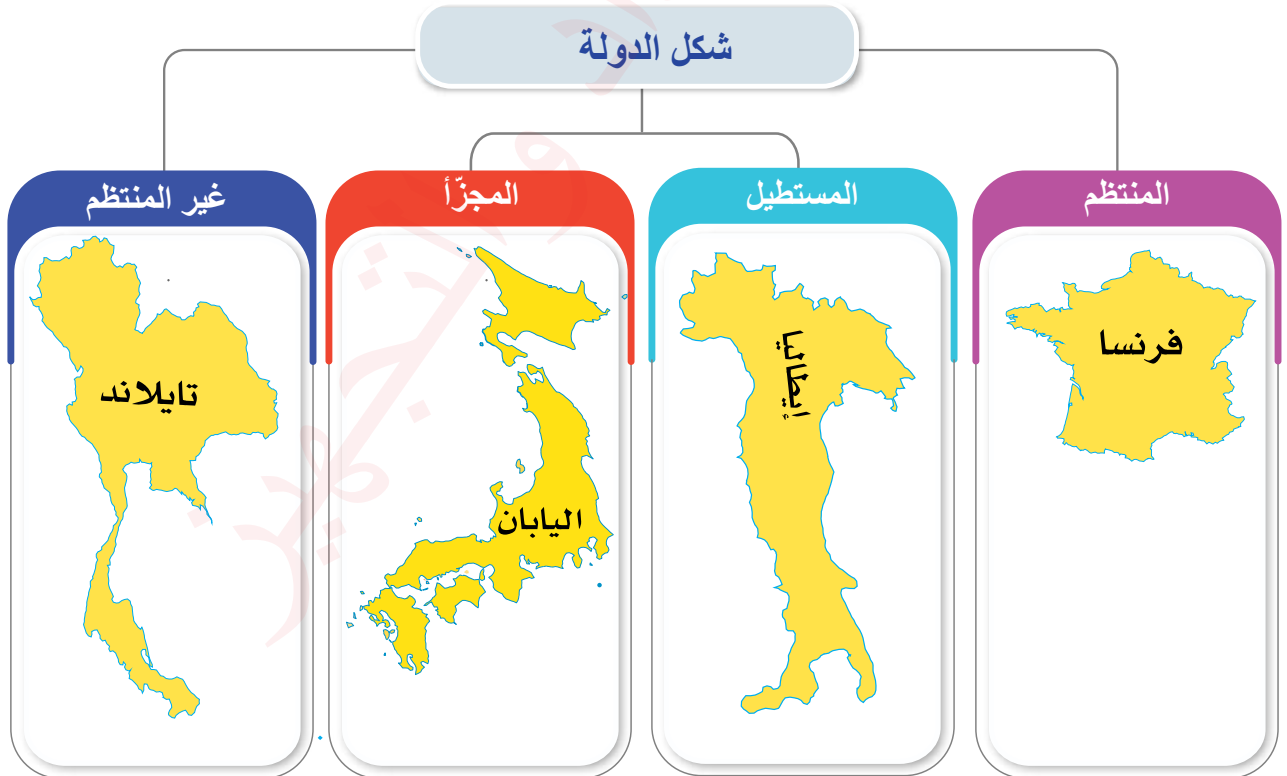 شكل الدولة
المنتظم
المستطيل
المجزّأ
غير المنتظم
فرنسا
إيطاليا
اليابان
تايلاند